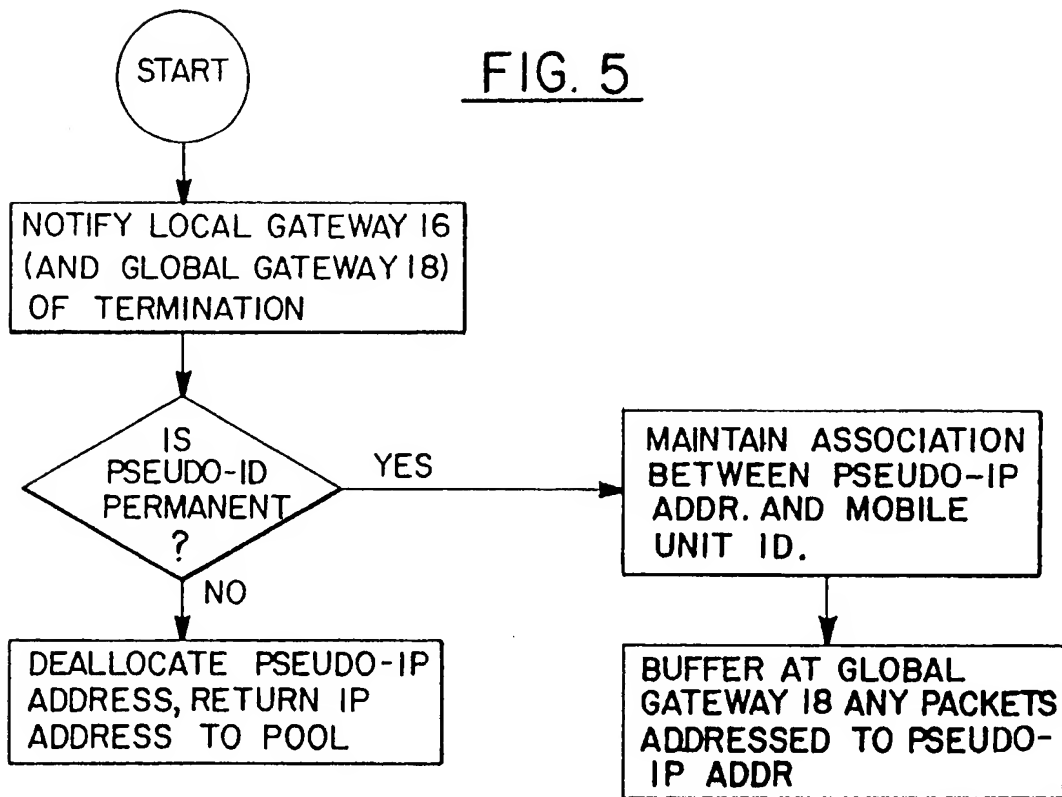 START
FIG. 5
NOTIFY LOCAL GATEWAY 16
(AND GLOBAL GATEWAY 18)
OF TERMINATION
IS
PSEUDO-ID
PERMANENT
?
YES
NO
MAINTAIN ASSOCIATION
BETWEEN PSEUDO-IP
ADDR. AND MOBILE
UNIT ID.
DEALLOCATE PSEUDO-IP
ADDRESS, RETURN IP
ADDRESS TO POOL
BUFFER AT GLOBAL
GATEWAY 18 ANY PACKETS
ADDRESSED TO PSEUDO-
IP ADDR